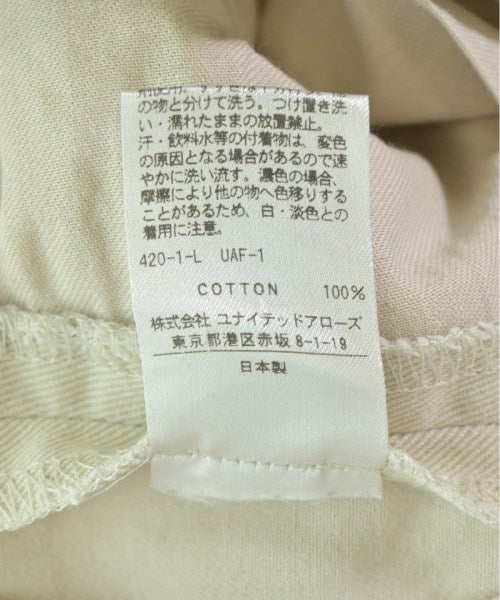 の物と分けて洗う。つけ置き洗
い・濡れたままの放置禁止。
汗・飲料水等の付着物は、変色
の原因となる場合があるので速
やかに洗い流す。濃色の場合、
摩擦により他の物へ色移りする
ことがあるため、白・淡色との
着用に注意。
420-1-L UAF-1
COTTON 100%
株式会社 ユナイテッドアローズ
東京都港区赤坂 8-1-19
日本製